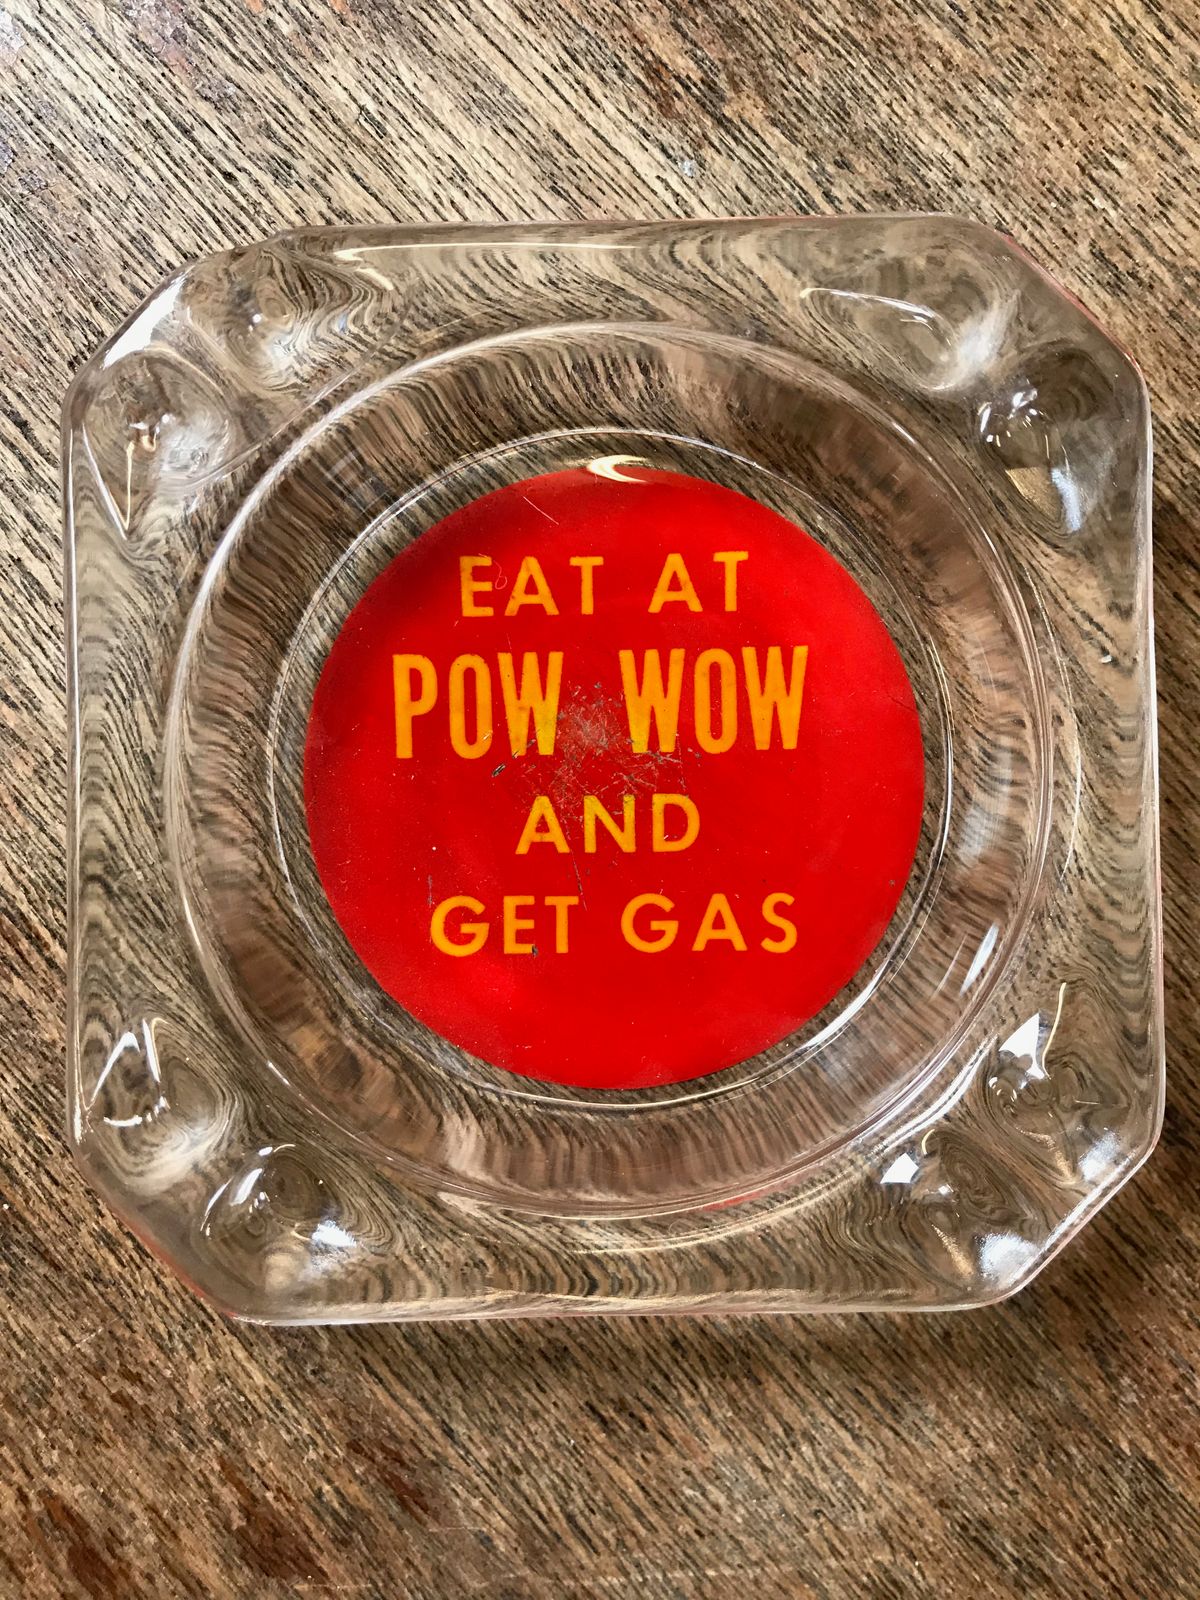 EAT AT
POW WOW
AND
GET GAS